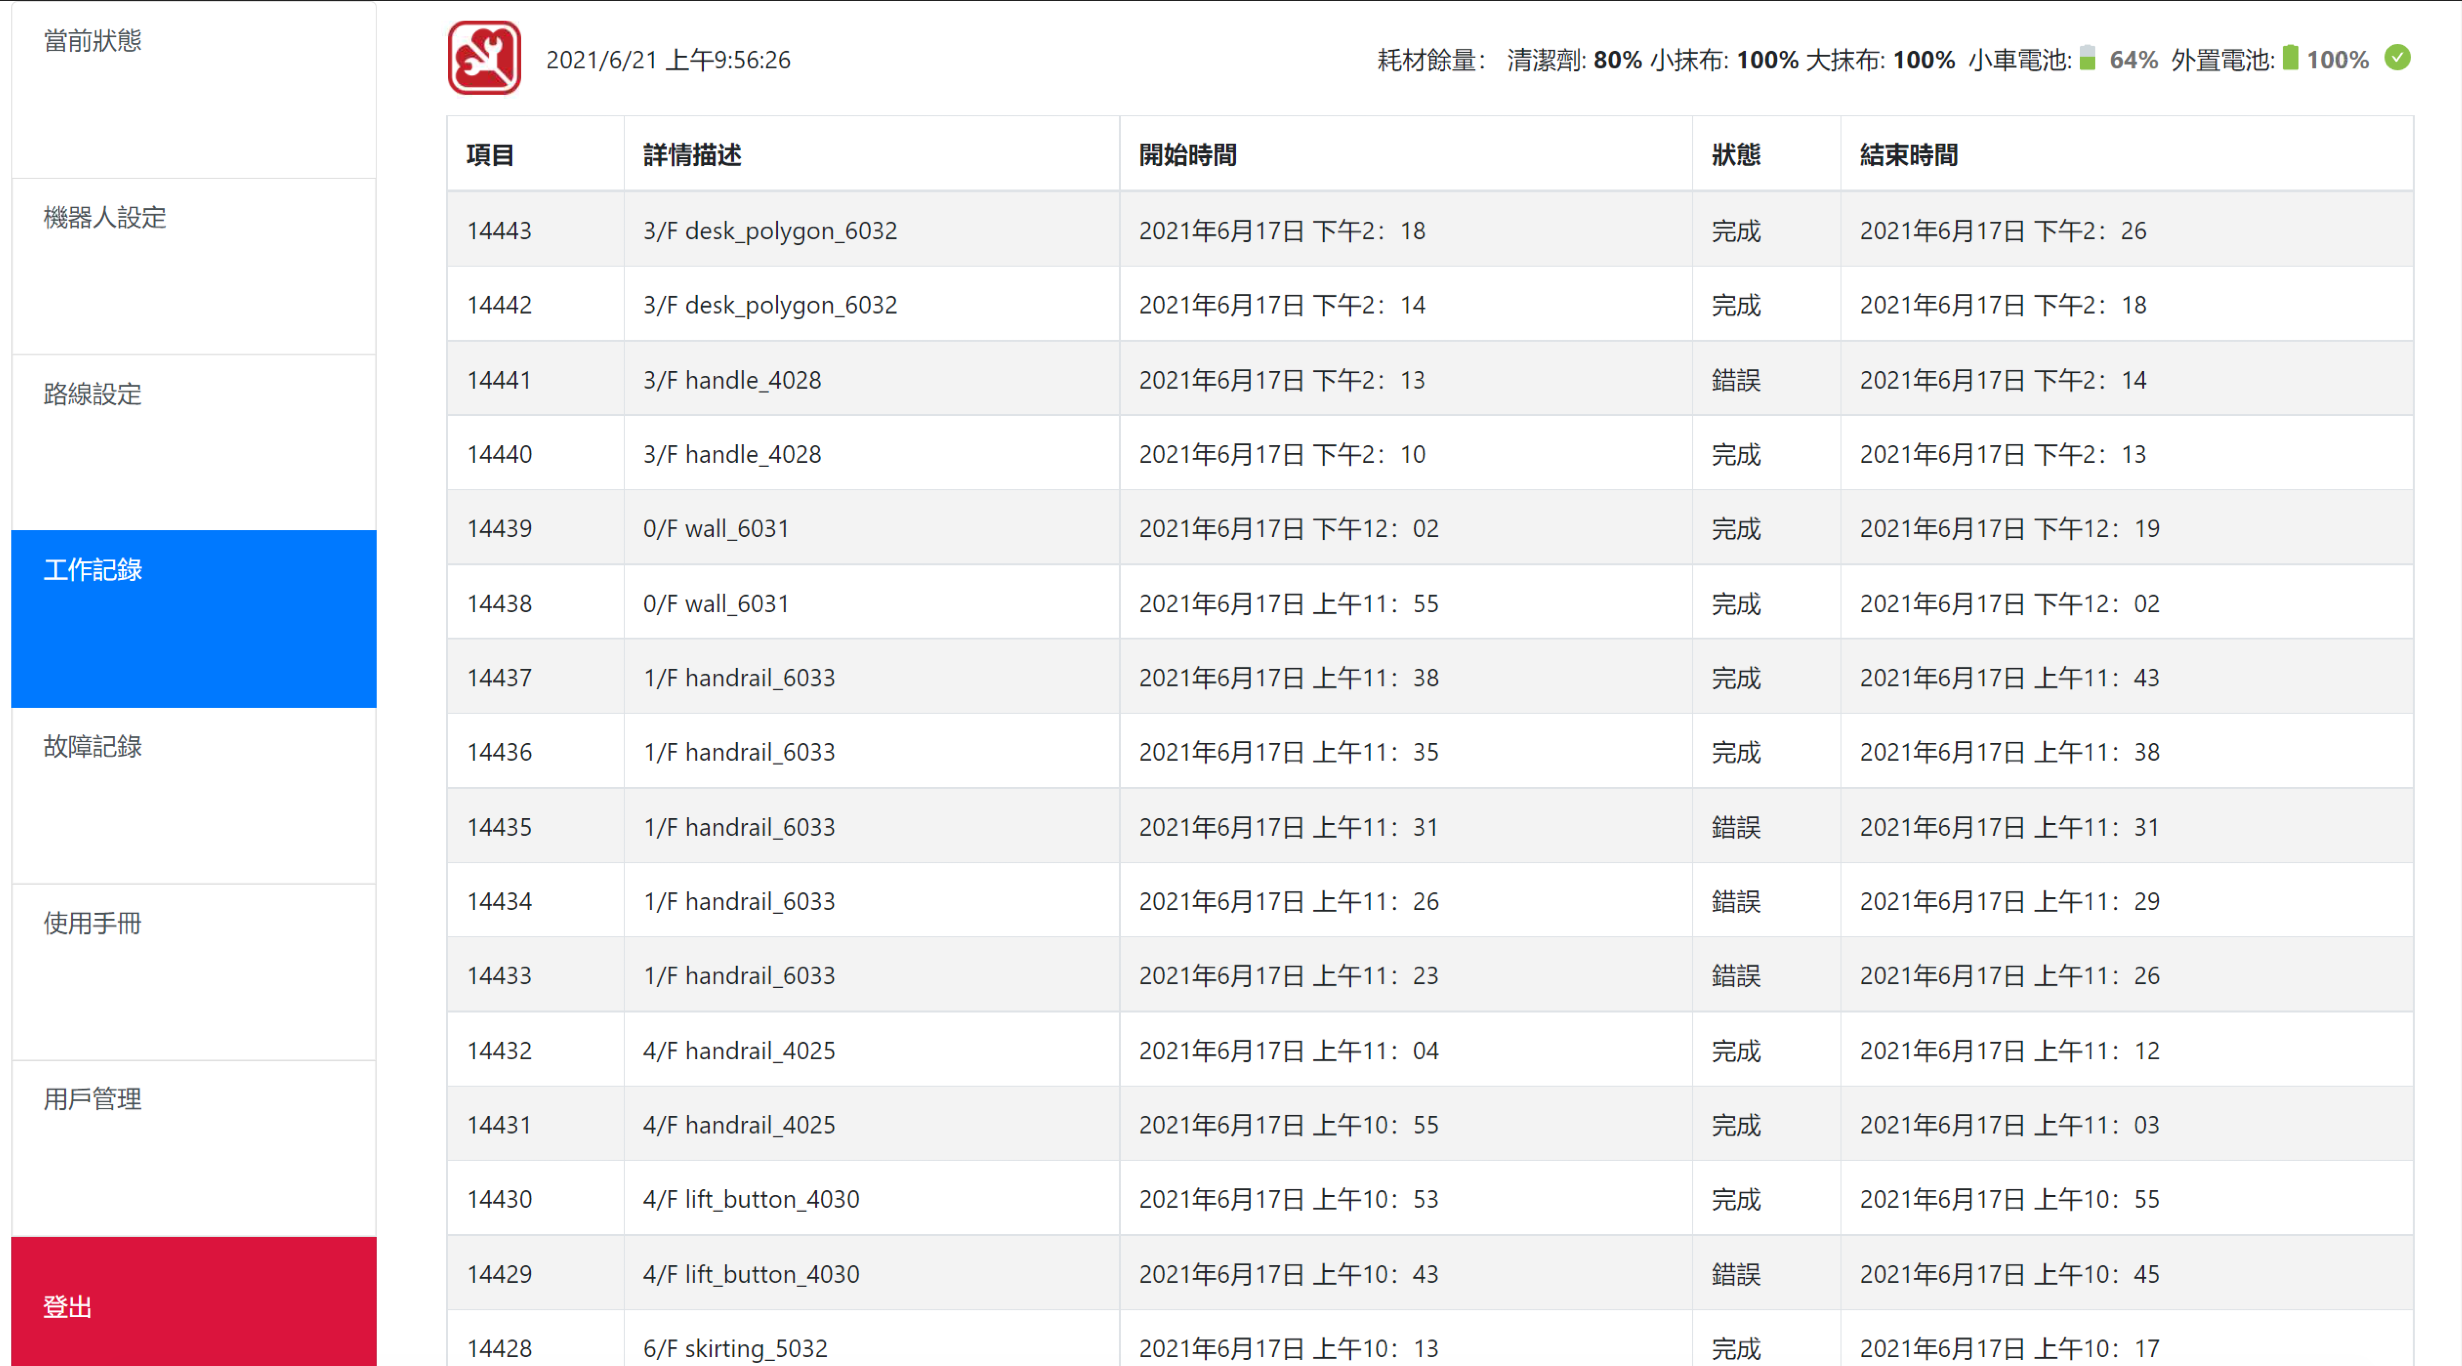 當前狀態
機器人設定
路線設定
工作記錄
故障記錄
使用手冊
用戶管理
登出
2021/6/21 上午9:56:26
耗材餘量： 清潔劑: 80% 小抹布: 100% 大抹布: 100% 小車電池: 64% 外置電池: 100%
項目 詳情描述 開始時間 狀態 結束時間
14443 3/F desk_polygon_6032 2021年6月17日 下午2：18 完成 2021年6月17日 下午2：26
14442 3/F desk_polygon_6032 2021年6月17日 下午2：14 完成 2021年6月17日 下午2：18
14441 3/F handle_4028 2021年6月17日 下午2：13 錯誤 2021年6月17日 下午2：14
14440 3/F handle_4028 2021年6月17日 下午2：10 完成 2021年6月17日 下午2：13
14439 0/F wall_6031 2021年6月17日 下午12：02 完成 2021年6月17日 下午12：19
14438 0/F wall_6031 2021年6月17日 上午11：55 完成 2021年6月17日 下午12：02
14437 1/F handrail_6033 2021年6月17日 上午11：38 完成 2021年6月17日 上午11：43
14436 1/F handrail_6033 2021年6月17日 上午11：35 完成 2021年6月17日 上午11：38
14435 1/F handrail_6033 2021年6月17日 上午11：31 錯誤 2021年6月17日 上午11：31
14434 1/F handrail_6033 2021年6月17日 上午11：26 錯誤 2021年6月17日 上午11：29
14433 1/F handrail_6033 2021年6月17日 上午11：23 錯誤 2021年6月17日 上午11：26
14432 4/F handrail_4025 2021年6月17日 上午11：04 完成 2021年6月17日 上午11：12
14431 4/F handrail_4025 2021年6月17日 上午10：55 完成 2021年6月17日 上午11：03
14430 4/F lift_button_4030 2021年6月17日 上午10：53 完成 2021年6月17日 上午10：55
14429 4/F lift_button_4030 2021年6月17日 上午10：43 錯誤 2021年6月17日 上午10：45
14428 6/F skirting_5032 2021年6月17日 上午10：13 完成 2021年6月17日 上午10：17